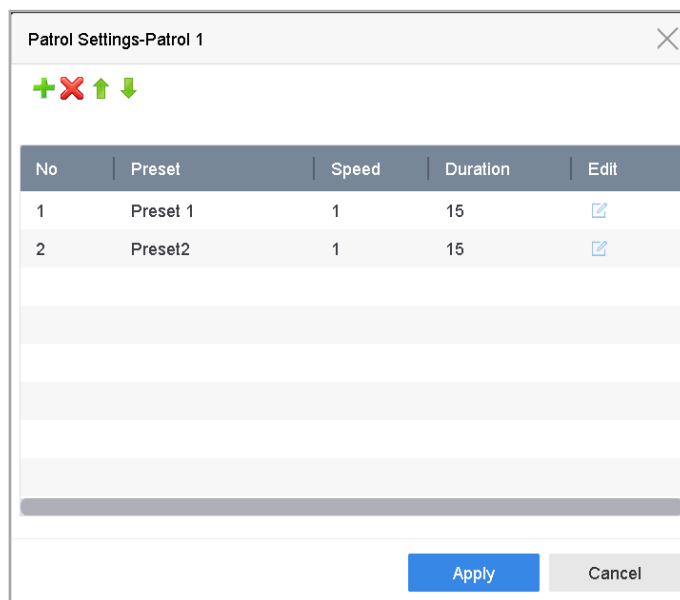 Patrol Settings-Patrol 1
No Preset Speed Duration Edit
1 Preset 1 1 15
2 Preset2 1 15
Apply Cancel